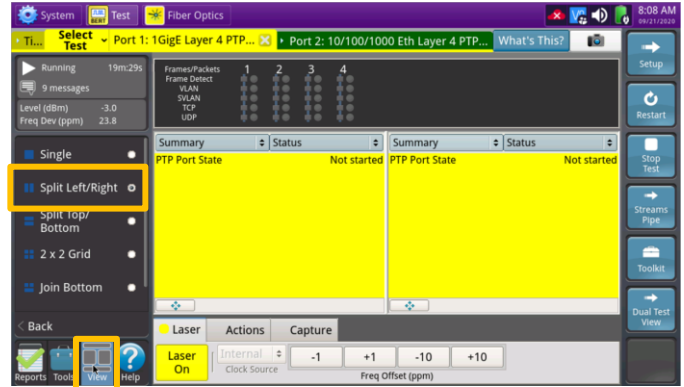 System
Test
Fiber Optics
8:08 AM
09/21/2020
Ti...
Select
Test
Port 1: 1GigE Layer 4 PTP...
Port 2: 10/100/1000 Eth Layer 4 PTP...
What's This?
Running 19m:29s
9 messages
Level (dBm) -3.0
Freq Dev (ppm) 23.8
Frames/Packets 1 2 3 4
Frame Detect
VLAN
SVLAN
TCP
UDP
Setup
Restart
Stop
Test
Streams
Pipe
Toolkit
Dual Test
View
Single
Split Left/Right
Split Top/
Bottom
2 x 2 Grid
Join Bottom
Back
Summary Status Summary Status
PTP Port State Not started PTP Port State Not started
Laser Actions Capture
Laser
On
Internal
Clock Source
-1 +1 -10 +10
Freq Offset (ppm)
Reports Tools View Help